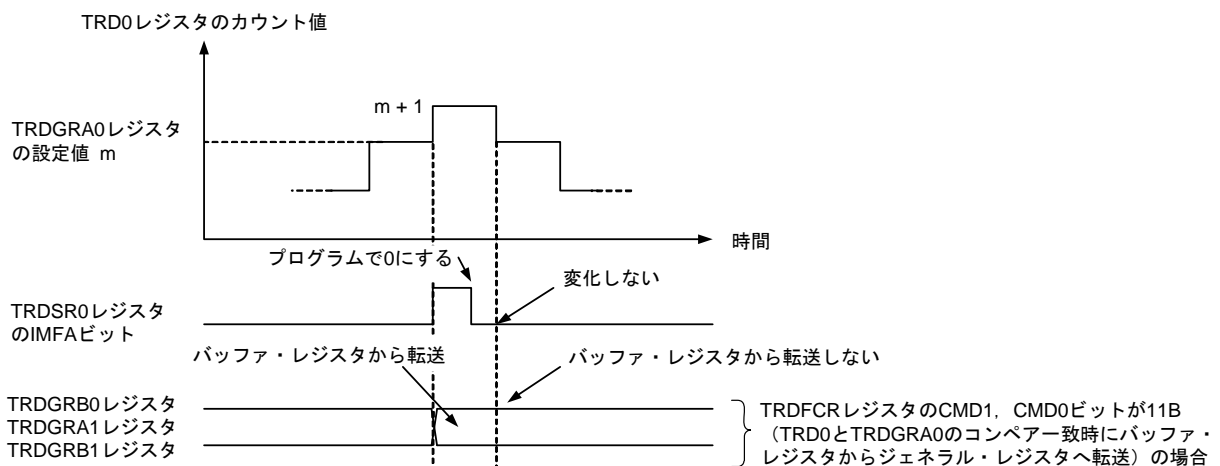 TRD0レジスタのカウント値
m + 1
TRDGRA0レジスタ
の設定値 m
時間
プログラムで0にする
変化しない
TRDSR0レジスタ
のIMFAビット
バッファ・レジスタから転送
バッファ・レジスタから転送しない
TRDGRB0レジスタ
TRDGRA1レジスタ
TRDGRB1レジスタ
TRDFCRレジスタのCMD1，CMD0ビットが11B
（TRD0とTRDGRA0のコンペアー致時にバッファ・
レジスタからジェネラル・レジスタへ転送）の場合